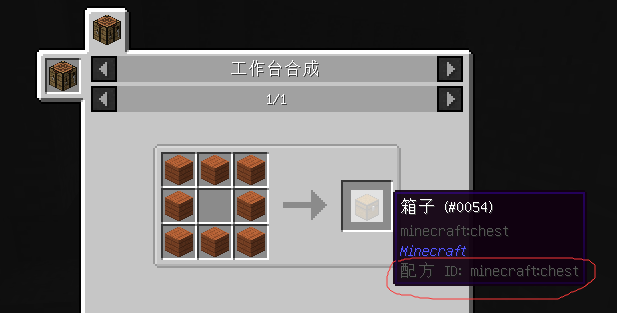 工作台合成
1/1
箱子 (#0054)
minecraft:chest
Minecraft
配方 ID: minecraft:chest